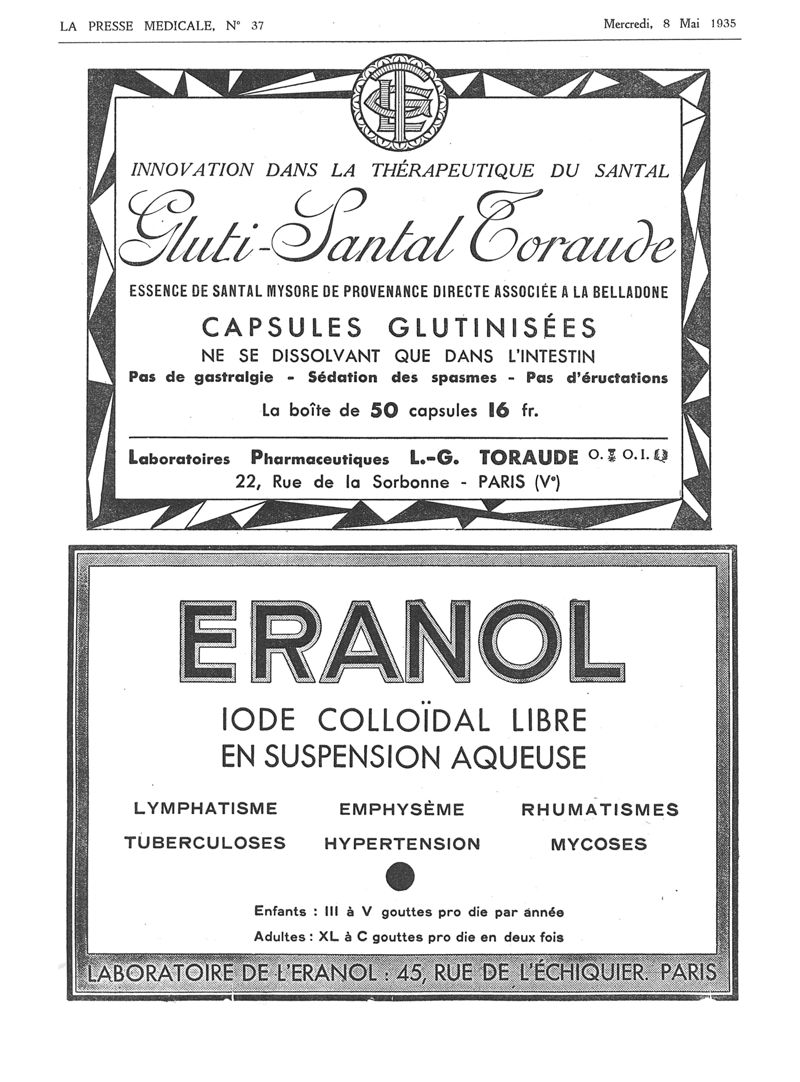 LA PRESSE MEDICALE, N° 37
Mercredi, 8 Mai 1935
INNOVATION DANS LA THÉRAPEUTIQUE DU SANTAL
Gluti-Santal Toraude
ESSENCE DE SANTAL MYSORE DE PROVENANCE DIRECTE ASSOCIÉE A LA BELLADONE
CAPSULES GLUTINISÉES
NE SE DISSOLVANT QUE DANS L'INTESTIN
Pas de gastralgie - Sédation des spasmes - Pas d'éructations
La boîte de 50 capsules 16 fr.
Laboratoires Pharmaceutiques L.-G. TORAUDE O. O.I.
22, Rue de la Sorbonne - PARIS (Vᵉ)
ERANOL
IODE COLLOÏDAL LIBRE
EN SUSPENSION AQUEUSE
LYMPHATISME EMPHYSÈME RHUMATISMES
TUBERCULOSES HYPERTENSION MYCOSES
Enfants : III à V gouttes pro die par année
Adultes : XL à C gouttes pro die en deux fois
LABORATOIRE DE L'ERANOL : 45, RUE DE L'ÉCHIQUIER. PARIS